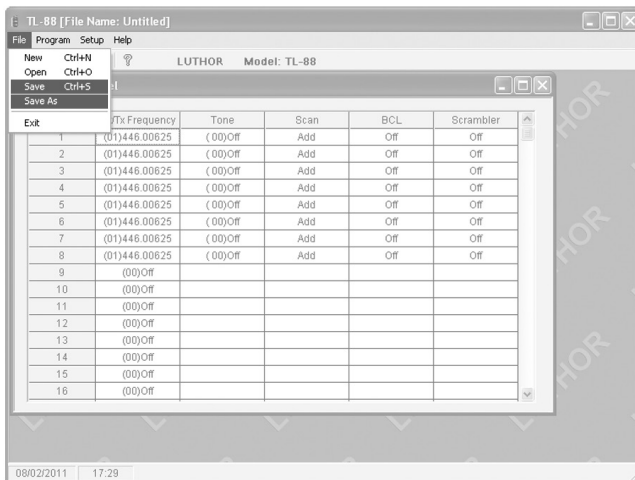 TL-88 [File Name: Untitled]
File Program Setup Help
New Ctrl+N
Open Ctrl+O
Save Ctrl+S
Save As
Exit
LUTHOR Model: TL-88
/Tx Frequency Tone Scan BCL Scrambler
1 (01)446.00625 ( 00)Off Add Off Off
2 (01)446.00625 ( 00)Off Add Off Off
3 (01)446.00625 ( 00)Off Add Off Off
4 (01)446.00625 ( 00)Off Add Off Off
5 (01)446.00625 ( 00)Off Add Off Off
6 (01)446.00625 ( 00)Off Add Off Off
7 (01)446.00625 ( 00)Off Add Off Off
8 (01)446.00625 ( 00)Off Add Off Off
9 (00)Off
10 (00)Off
11 (00)Off
12 (00)Off
13 (00)Off
14 (00)Off
15 (00)Off
16 (00)Off
08/02/2011 17:29